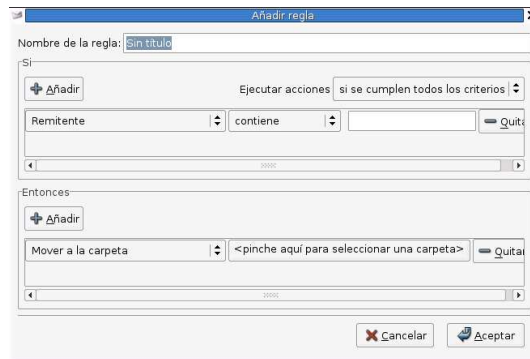 Añadir regla
Nombre de la regla: Sin título
Si
Añadir Ejecutar acciones si se cumplen todos los criterios
Remitente contiene Quita
Entonces
Añadir
Mover a la carpeta <pinche aquí para seleccionar una carpeta> Quitar
Cancelar Aceptar